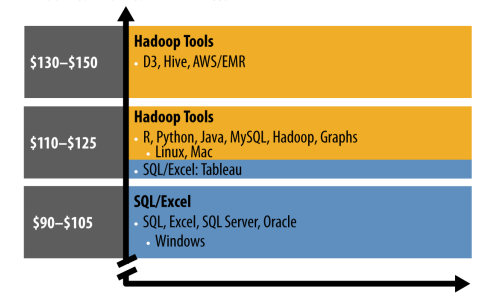 Hadoop Tools
$130–$150
• D3, Hive, AWS/EMR
Hadoop Tools
$110–$125
• R, Python, Java, MySQL, Hadoop, Graphs
• Linux, Mac
• SQL/Excel: Tableau
SQL/Excel
$90–$105
• SQL, Excel, SQL Server, Oracle
• Windows